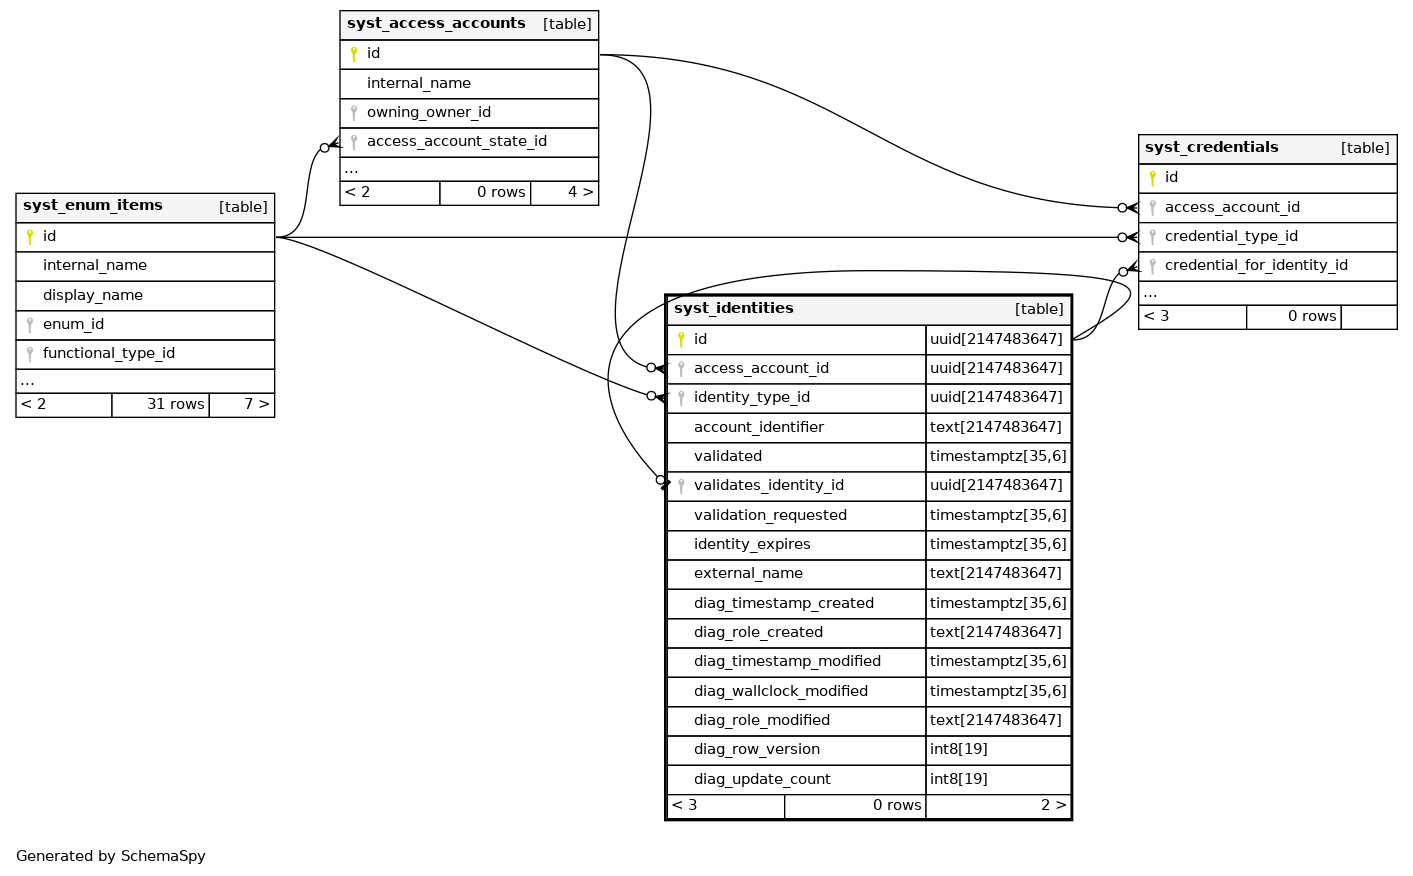 syst_access_accounts [table]
id
internal_name
owning_owner_id
access_account_state_id
...
< 2 0 rows 4 >
syst_enum_items [table]
id
internal_name
display_name
enum_id
functional_type_id
...
< 2 31 rows 7 >
syst_credentials [table]
id
access_account_id
credential_type_id
credential_for_identity_id
...
< 3 0 rows
syst_identities [table]
id uuid[2147483647]
access_account_id uuid[2147483647]
identity_type_id uuid[2147483647]
account_identifier text[2147483647]
validated timestamptz[35,6]
validates_identity_id uuid[2147483647]
validation_requested timestamptz[35,6]
identity_expires timestamptz[35,6]
external_name text[2147483647]
diag_timestamp_created timestamptz[35,6]
diag_role_created text[2147483647]
diag_timestamp_modified timestamptz[35,6]
diag_wallclock_modified timestamptz[35,6]
diag_role_modified text[2147483647]
diag_row_version int8[19]
diag_update_count int8[19]
< 3 0 rows 2 >
Generated by SchemaSpy